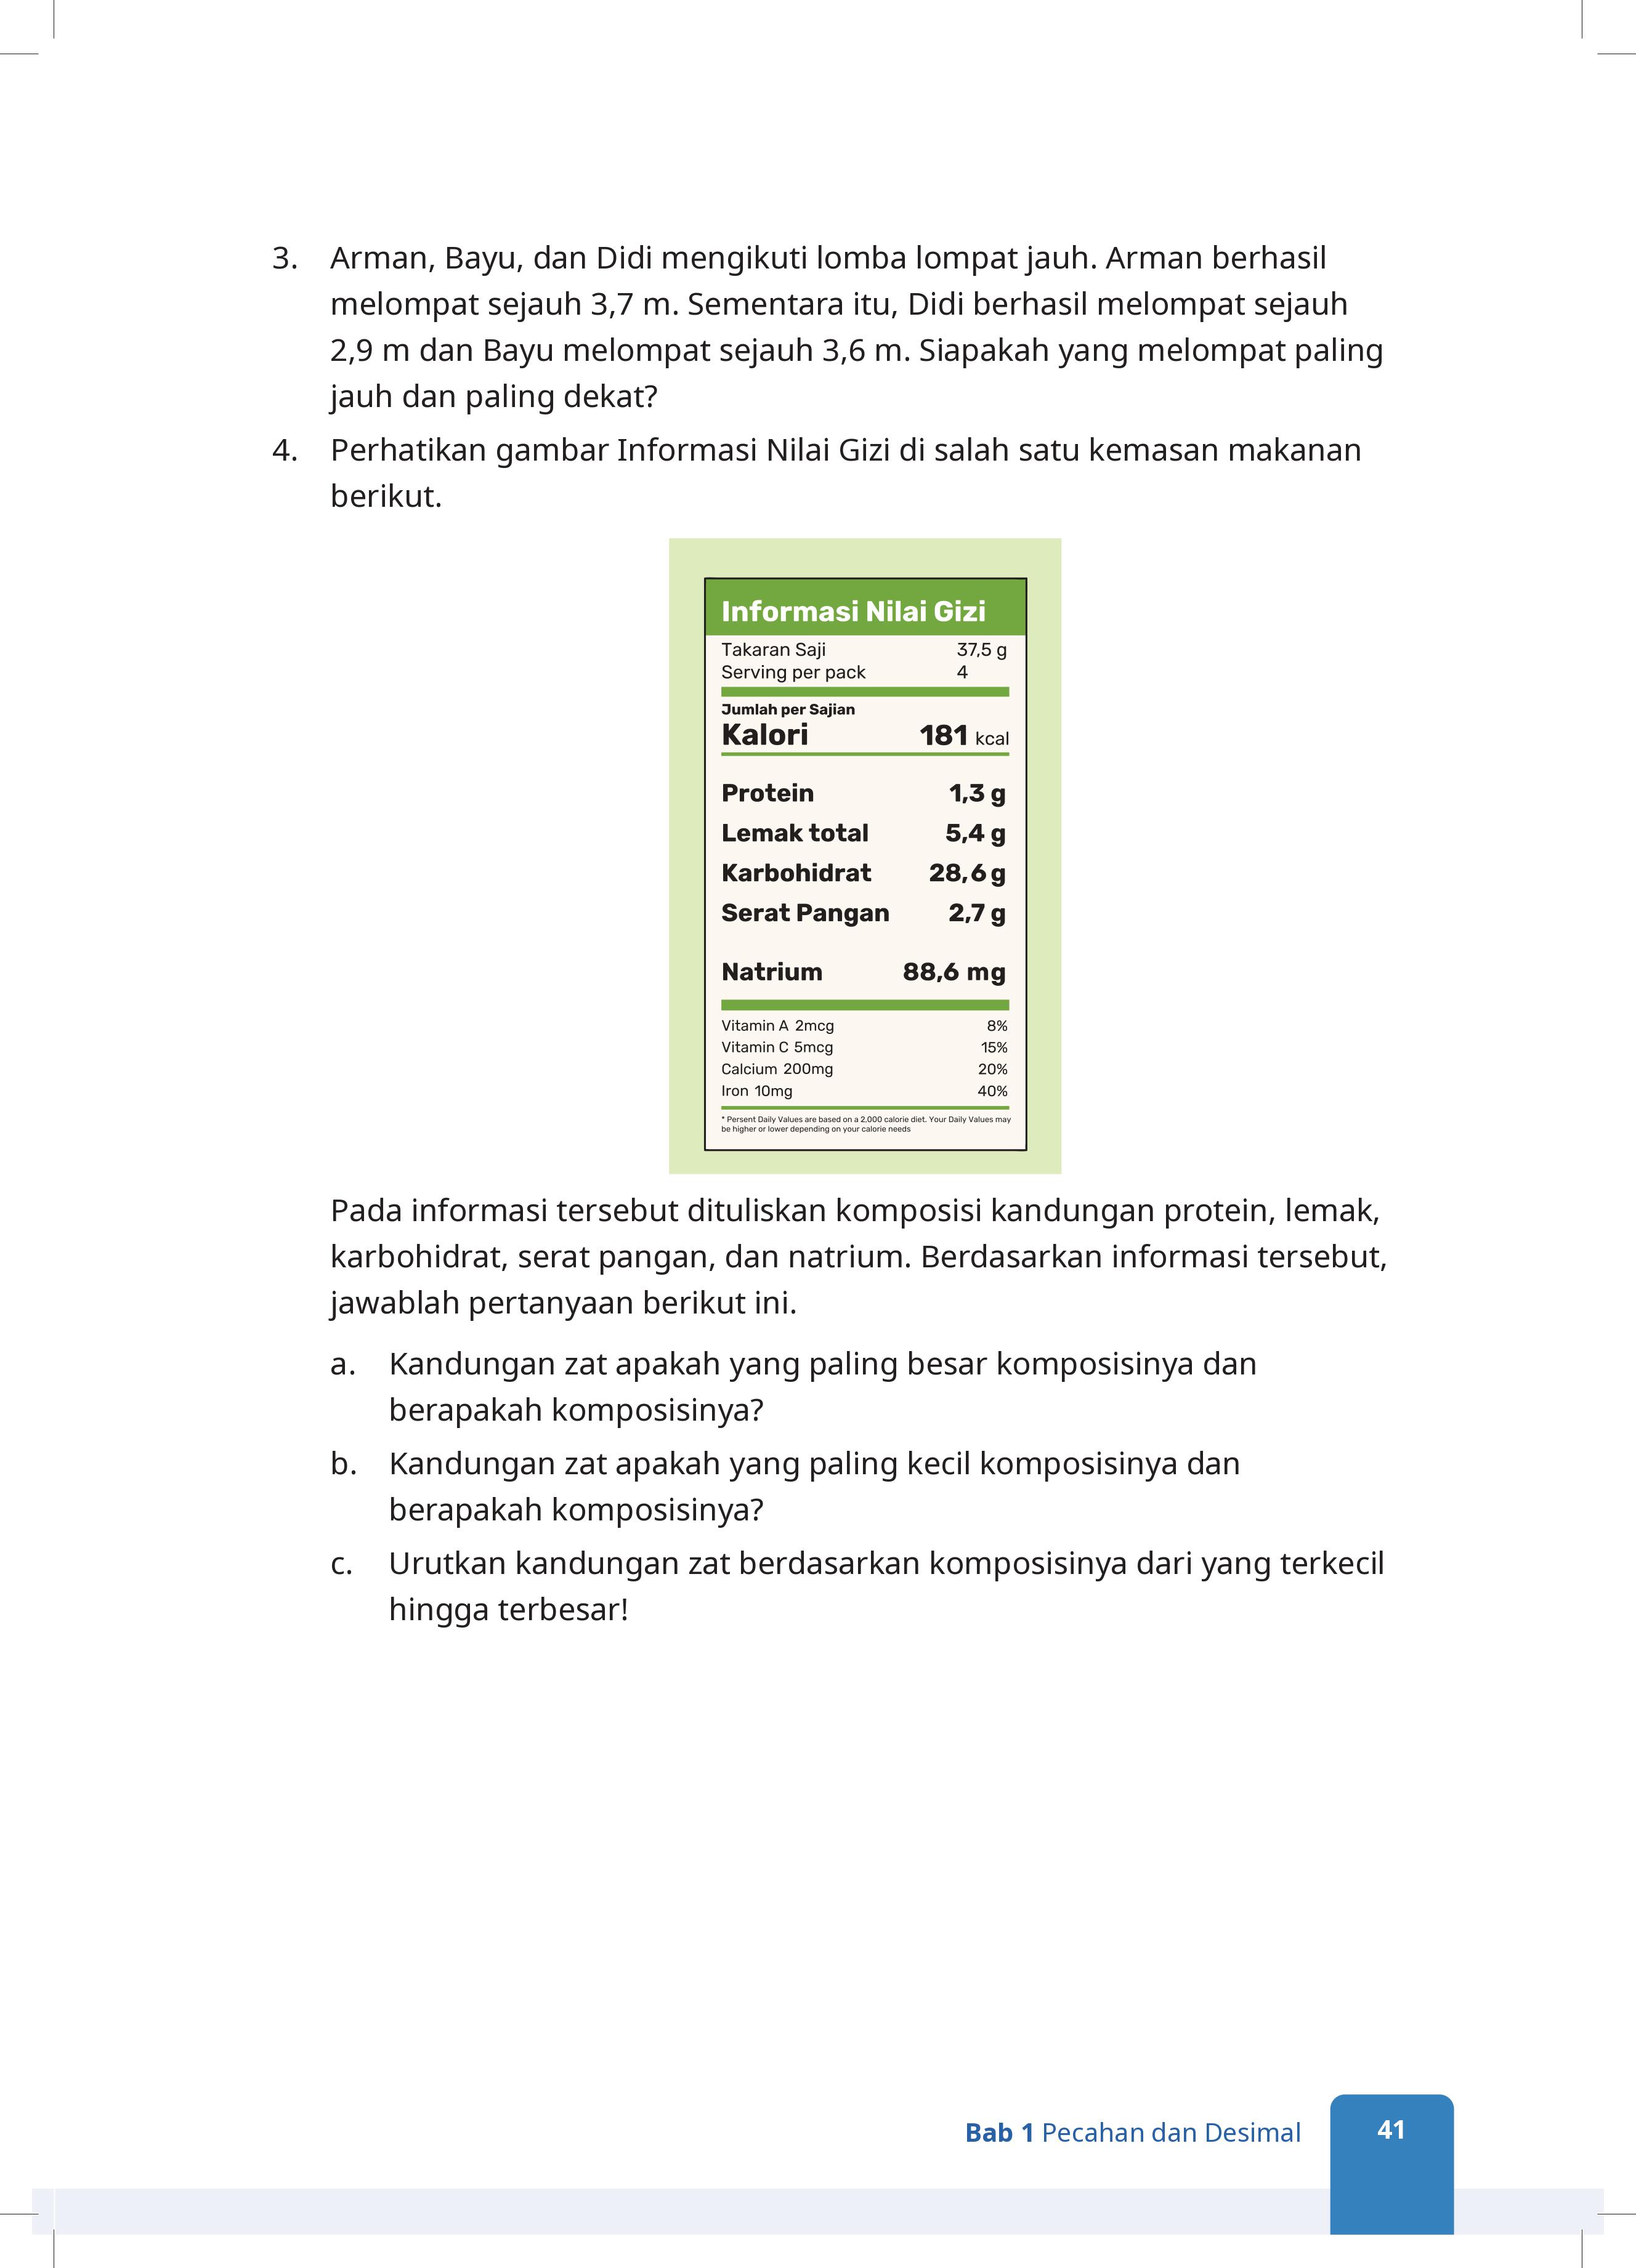 3. Arman, Bayu, dan Didi mengikuti lomba lompat jauh. Arman berhasil
melompat sejauh 3,7 m. Sementara itu, Didi berhasil melompat sejauh
2,9 m dan Bayu melompat sejauh 3,6 m. Siapakah yang melompat paling
jauh dan paling dekat?
4. Perhatikan gambar Informasi Nilai Gizi di salah satu kemasan makanan
berikut.
Informasi Nilai Gizi
Takaran Saji 37,5 g
Serving per pack 4
Jumlah per Sajian
Kalori 181 kcal
Protein 1,3 g
Lemak total 5,4 g
Karbohidrat 28,6 g
Serat Pangan 2,7 g
Natrium 88,6 mg
Vitamin A 2mcg 8%
Vitamin C 5mcg 15%
Calcium 200mg 20%
Iron 10mg 40%
* Persent Daily Values are based on a 2,000 calorie diet. Your Daily Values may
be higher or lower depending on your calorie needs
Pada informasi tersebut dituliskan komposisi kandungan protein, lemak,
karbohidrat, serat pangan, dan natrium. Berdasarkan informasi tersebut,
jawablah pertanyaan berikut ini.
a. Kandungan zat apakah yang paling besar komposisinya dan
berapakah komposisinya?
b. Kandungan zat apakah yang paling kecil komposisinya dan
berapakah komposisinya?
c. Urutkan kandungan zat berdasarkan komposisinya dari yang terkecil
hingga terbesar!
Bab 1 Pecahan dan Desimal 41